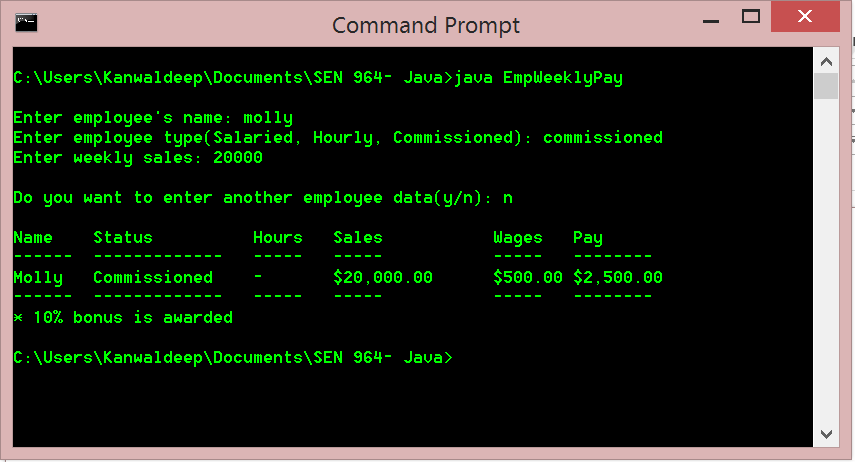 Command Prompt
C:\Users\Kanwaldeep\Documents\SEN 964- Java>java EmpWeeklyPay
Enter employee's name: molly
Enter employee type(Salaried, Hourly, Commissioned): commissioned
Enter weekly sales: 20000
Do you want to enter another employee data(y/n): n
Name    Status          Hours   Sales           Wages   Pay
------  -------------   -----   -----           -----   --------
Molly   Commissioned    -       $20,000.00      $500.00 $2,500.00
------  -------------   -----   -----           -----   --------
* 10% bonus is awarded
C:\Users\Kanwaldeep\Documents\SEN 964- Java>